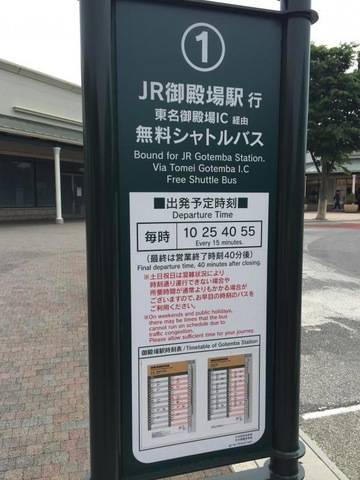 ①
JR御殿場駅 行
東名御殿場IC 経由
無料シャトルバス
Bound for JR Gotemba Station.
Via Tomei Gotemba I.C
Free Shuttle Bus
■出発予定時刻■
Departure Time
毎時 10 25 40 55
Every 15 minutes.
(最終は営業終了時刻40分後)
Final departure time, 40 minutes after closing.
※土日祝日は混雑状況により
時刻通り運行できない場合や
所要時間が通常よりもかかる場合が
ございますので、お早目の時刻のバスを
ご利用ください。
※On weekends and public holidays,
there may be times that the bus
cannot run on schedule due to
traffic congestion.
Please allow sufficient time for your journey.
御殿場駅時刻表 / Timetable of Gotemba Station